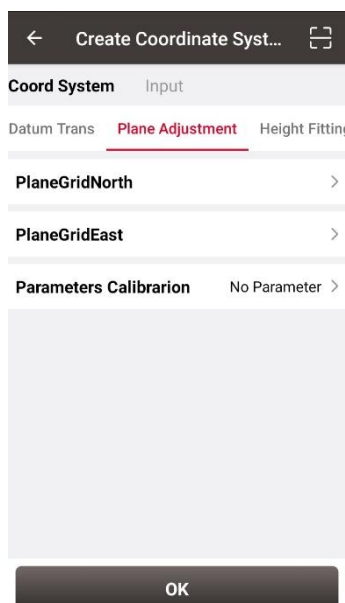 Create Coordinate Syst...
Coord System Input
Datum Trans Plane Adjustment Height Fitting
PlaneGridNorth
PlaneGridEast
Parameters Calibrarion No Parameter
OK